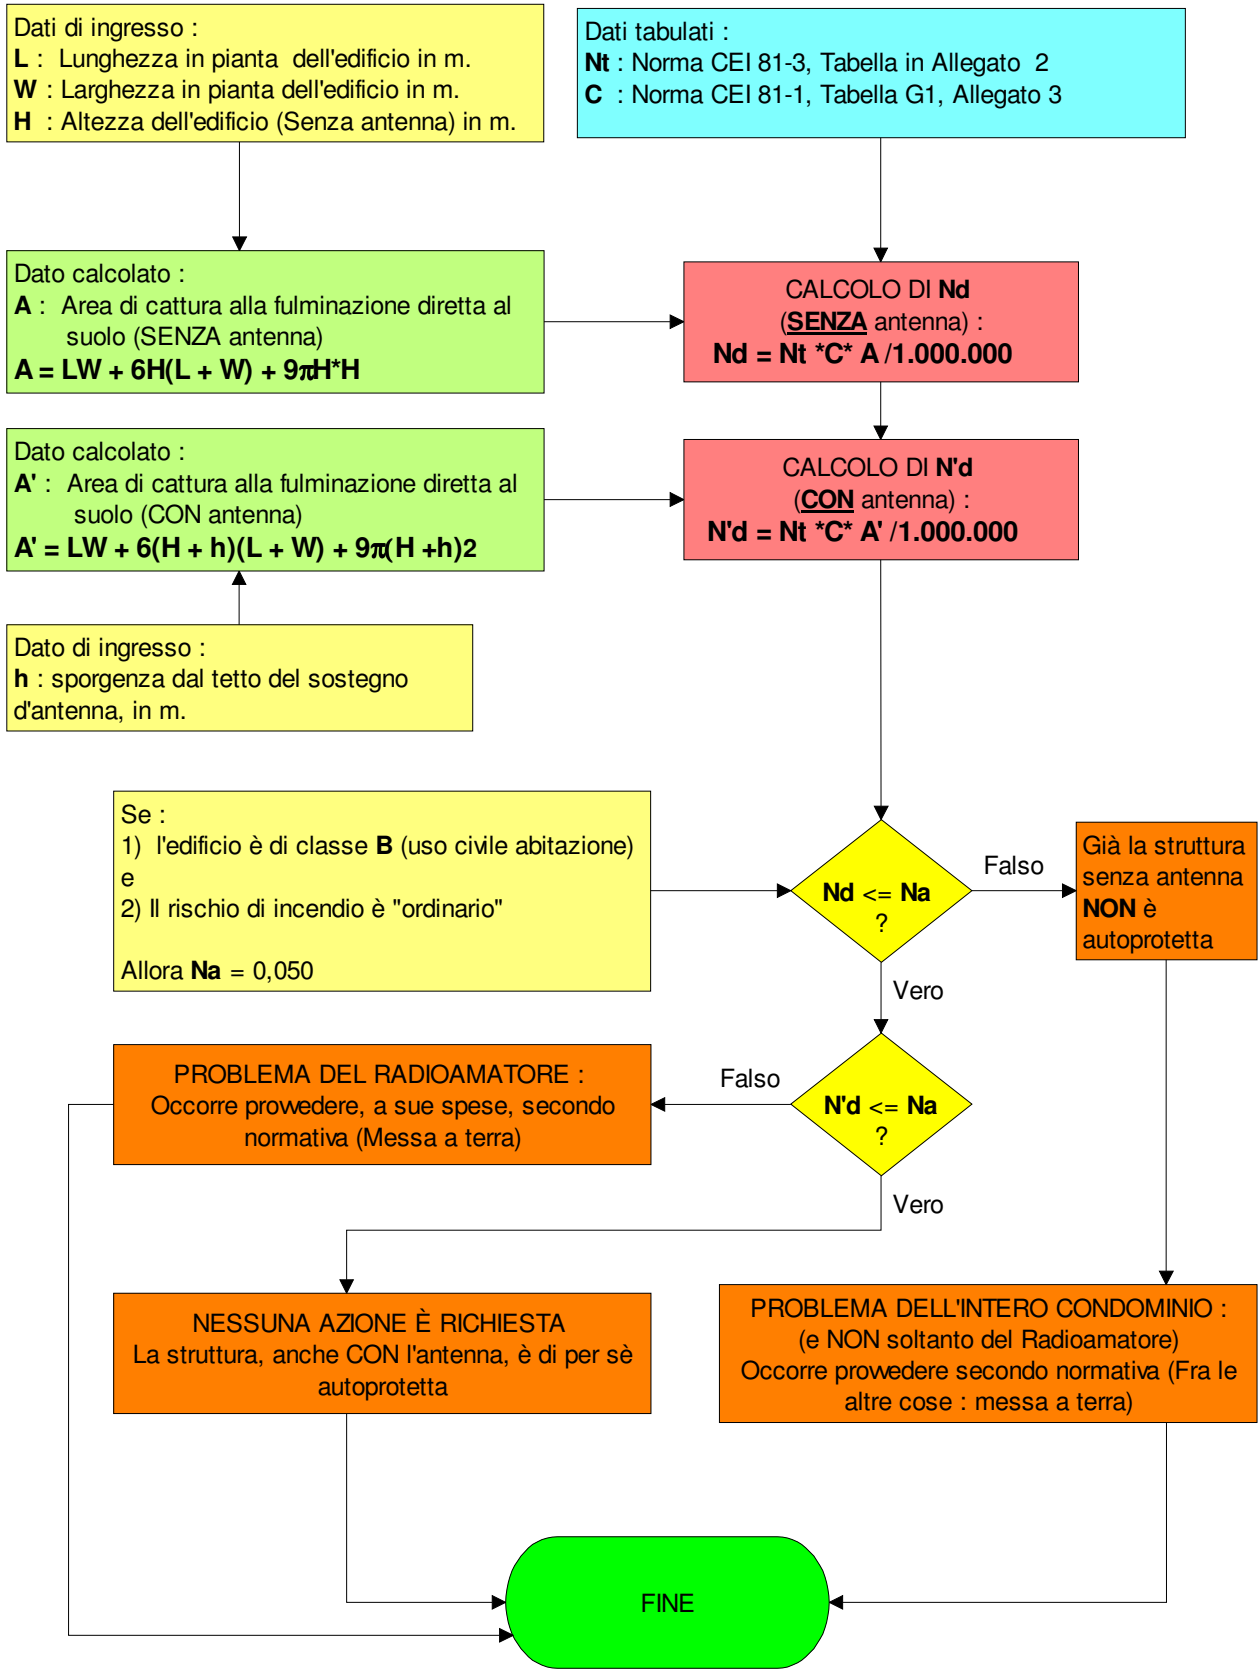 Dati di ingresso :
L : Lunghezza in pianta dell'edificio in m.
W : Larghezza in pianta dell'edificio in m.
H : Altezza dell'edificio (Senza antenna) in m.
Dati tabulati :
Nt : Norma CEI 81-3, Tabella in Allegato 2
C : Norma CEI 81-1, Tabella G1, Allegato 3
Dato calcolato :
A : Area di cattura alla fulminazione diretta al
suolo (SENZA antenna)
A = LW + 6H(L + W) + 9πH*H
CALCOLO DI Nd
(SENZA antenna) :
Nd = Nt *C* A /1.000.000
Dato calcolato :
A' : Area di cattura alla fulminazione diretta al
suolo (CON antenna)
A' = LW + 6(H + h)(L + W) + 9π(H +h)2
CALCOLO DI N'd
(CON antenna) :
N'd = Nt *C* A' /1.000.000
Dato di ingresso :
h : sporgenza dal tetto del sostegno
d'antenna, in m.
Se :
1) l'edificio è di classe B (uso civile abitazione)
e
2) Il rischio di incendio è "ordinario"
Allora Na = 0,050
Nd <= Na
?
Falso
Già la struttura
senza antenna
NON è
autoprotetta
Vero
PROBLEMA DEL RADIOAMATORE :
Occorre provvedere, a sue spese, secondo
normativa (Messa a terra)
Falso
N'd <= Na
?
Vero
NESSUNA AZIONE È RICHIESTA
La struttura, anche CON l'antenna, è di per sè
autoprotetta
PROBLEMA DELL'INTERO CONDOMINIO :
(e NON soltanto del Radioamatore)
Occorre provvedere secondo normativa (Fra le
altre cose : messa a terra)
FINE